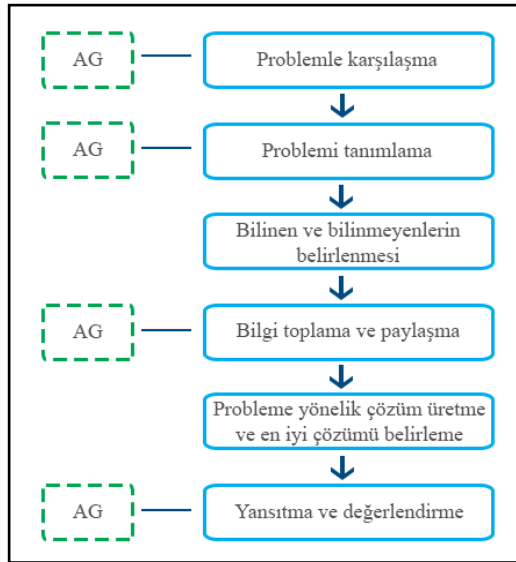 AG
Problemle karşılaşma
AG
Problemi tanımlama
Bilinen ve bilinmeyenlerin
belirlenmesi
AG
Bilgi toplama ve paylaşma
Probleme yönelik çözüm üretme
ve en iyi çözümü belirleme
AG
Yansıtma ve değerlendirme